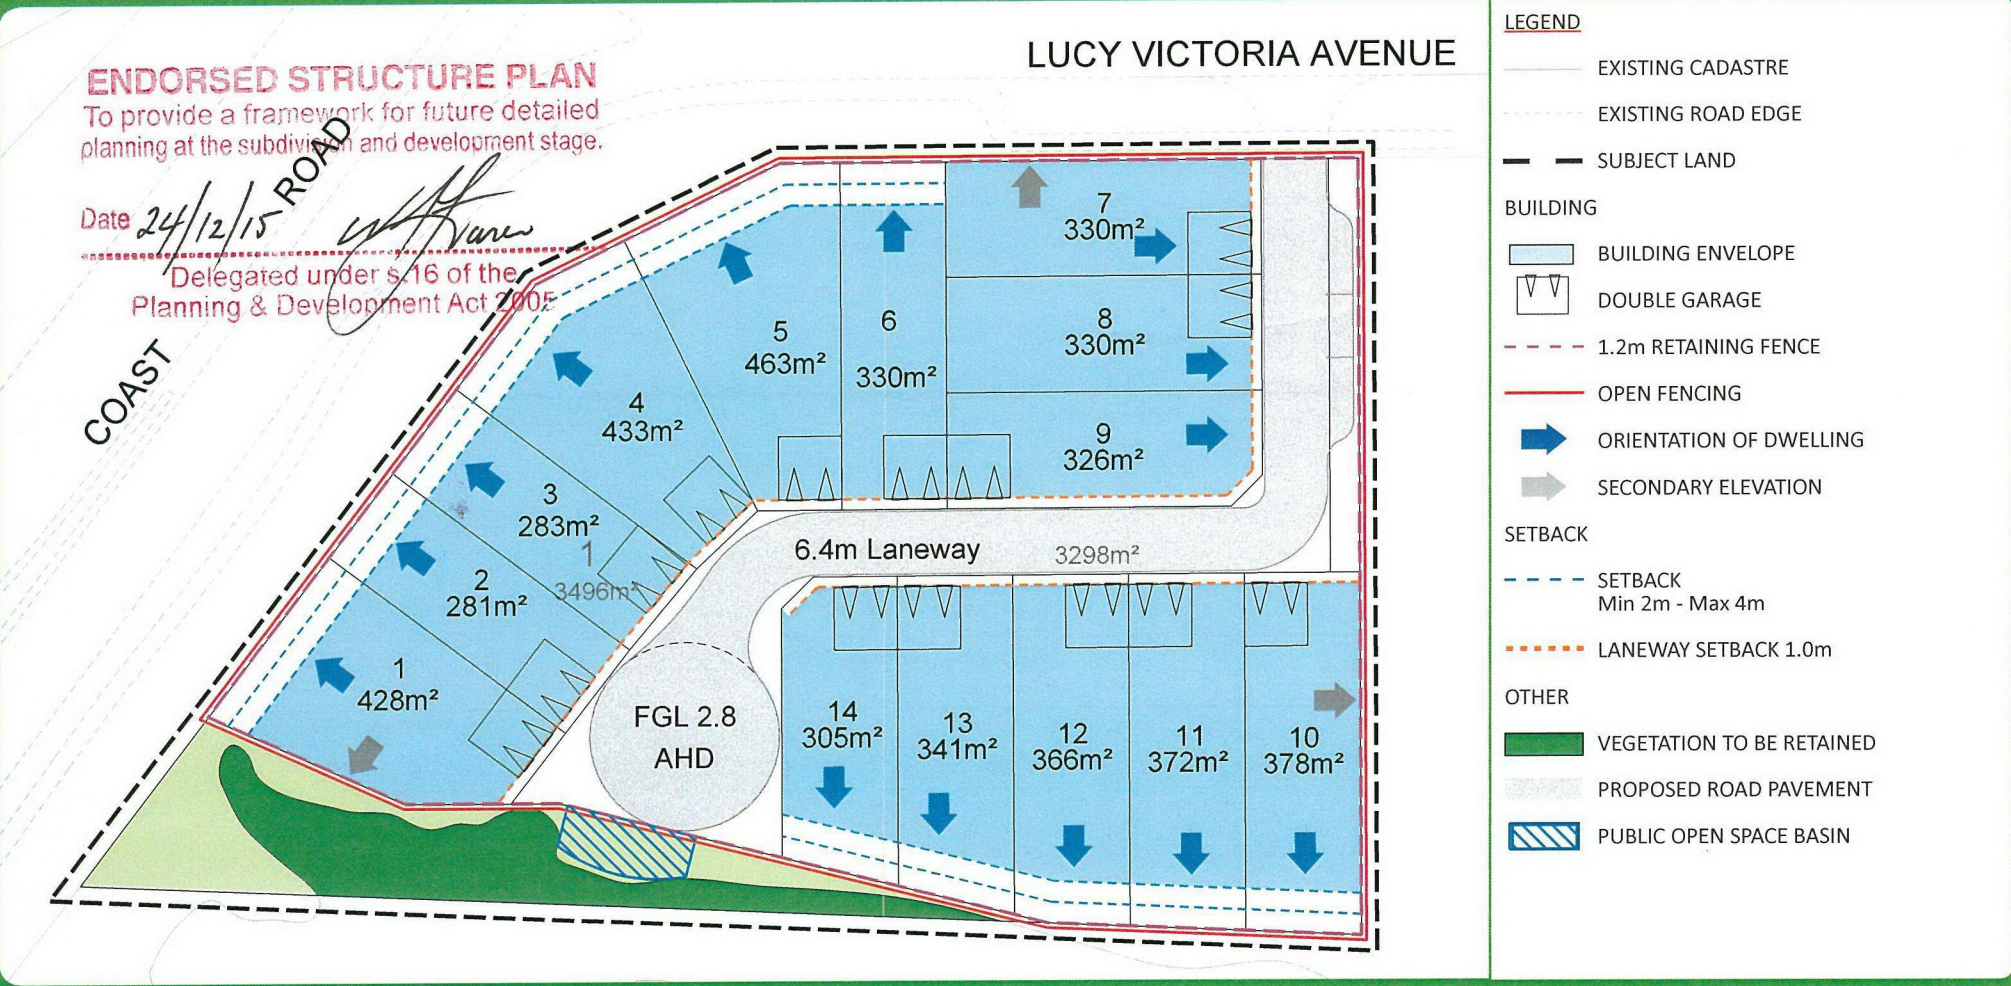 LUCY VICTORIA AVENUE
ENDORSED STRUCTURE PLAN
To provide a framework for future detailed
planning at the subdivision and development stage.
Date 24/12/15
Delegated under s.16 of the
Planning & Development Act 2005
COAST ROAD
7
330m²
8
330m²
9
326m²
6
330m²
5
463m²
4
433m²
3
283m²
1
3496m²
2
281m²
1
428m²
6.4m Laneway
3298m²
FGL 2.8
AHD
14
305m²
13
341m²
12
366m²
11
372m²
10
378m²
LEGEND
EXISTING CADASTRE
EXISTING ROAD EDGE
SUBJECT LAND
BUILDING
BUILDING ENVELOPE
DOUBLE GARAGE
1.2m RETAINING FENCE
OPEN FENCING
ORIENTATION OF DWELLING
SECONDARY ELEVATION
SETBACK
SETBACK
Min 2m - Max 4m
LANEWAY SETBACK 1.0m
OTHER
VEGETATION TO BE RETAINED
PROPOSED ROAD PAVEMENT
PUBLIC OPEN SPACE BASIN